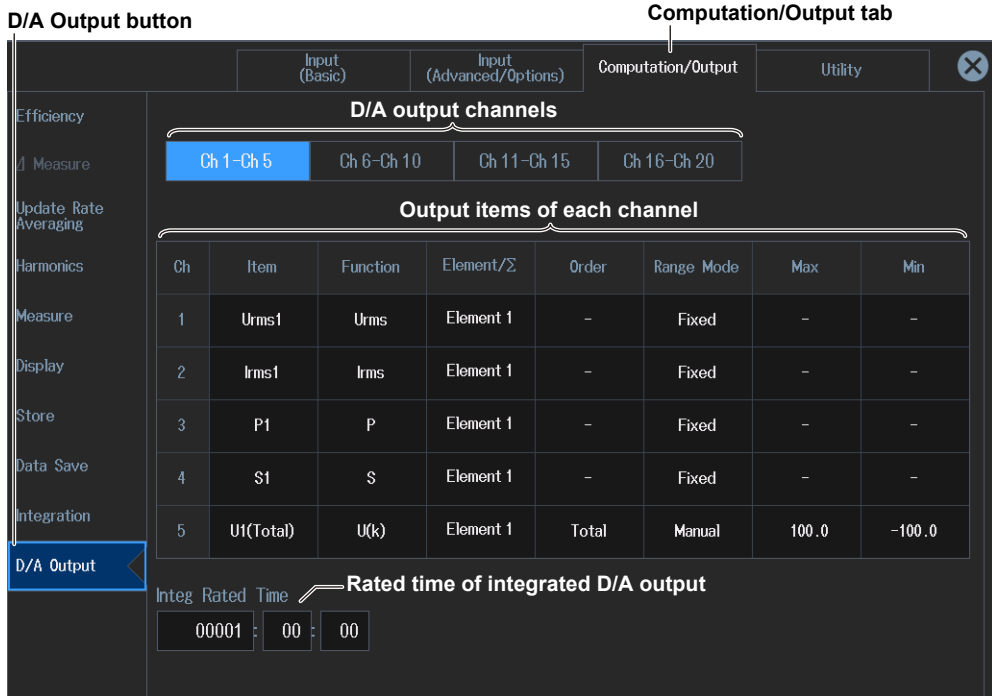 D/A Output button
Computation/Output tab
Input
(Basic)
Input
(Advanced/Options)
Computation/Output
Utility
Efficiency
Δ Measure
Update Rate
Averaging
Harmonics
Measure
Display
Store
Data Save
Integration
D/A Output
D/A output channels
Ch 1-Ch 5 Ch 6-Ch 10 Ch 11-Ch 15 Ch 16-Ch 20
Output items of each channel
Ch Item Function Element/Σ Order Range Mode Max Min
1 Urms1 Urms Element 1 - Fixed - -
2 Irms1 Irms Element 1 - Fixed - -
3 P1 P Element 1 - Fixed - -
4 S1 S Element 1 - Fixed - -
5 U1(Total) U(k) Element 1 Total Manual 100.0 -100.0
Integ Rated Time
Rated time of integrated D/A output
00001 : 00 : 00